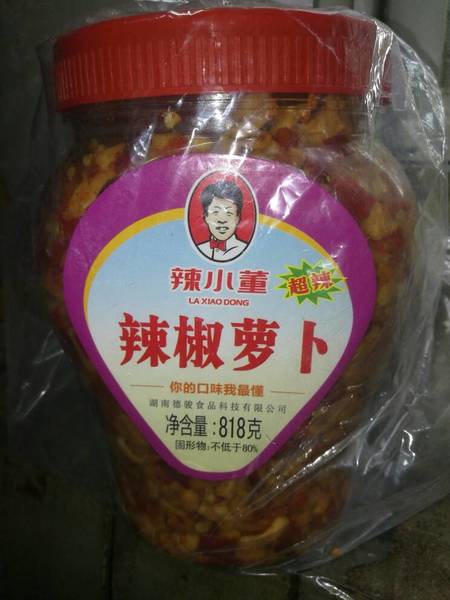 辣小董
LA XIAO DONG
超辣
辣椒萝卜
你的口味我最懂
湖南德骏食品科技有限公司
净含量:818克
固形物:不低于80%